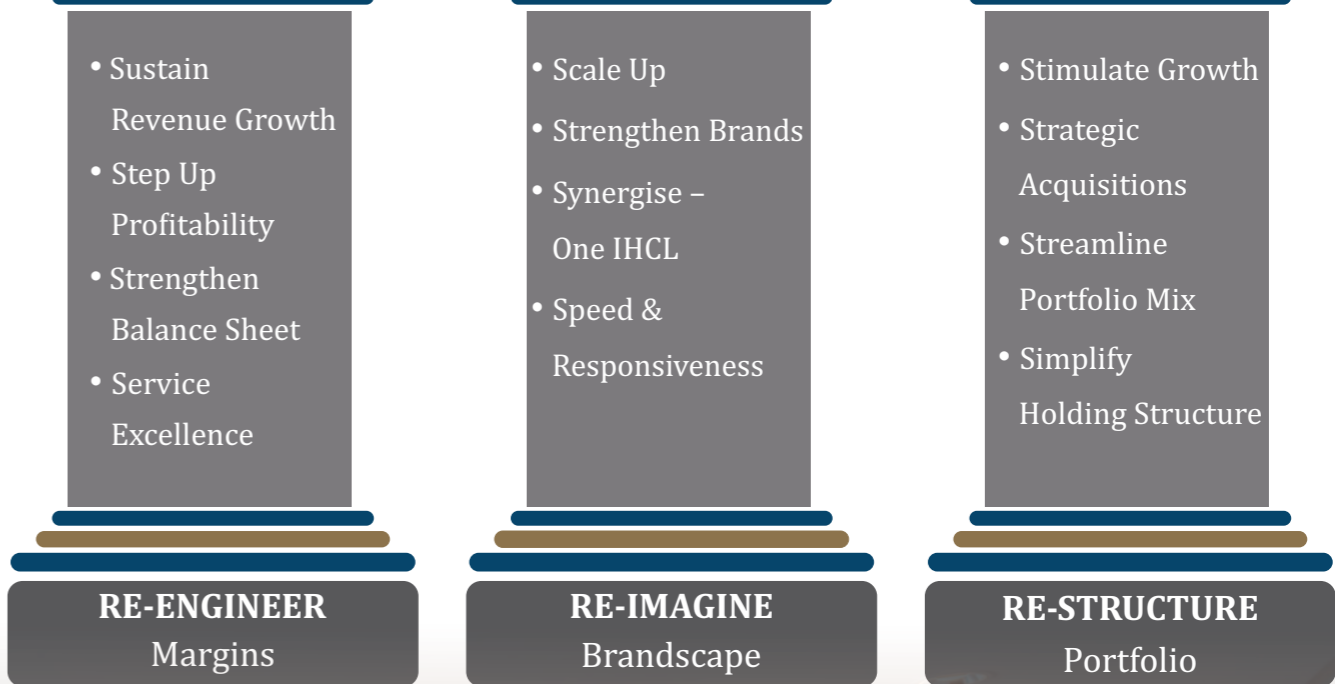 • Sustain
Revenue Growth
• Step Up
Profitability
• Strengthen
Balance Sheet
• Service
Excellence
RE-ENGINEER
Margins
• Scale Up
• Strengthen Brands
• Synergise –
One IHCL
• Speed &
Responsiveness
RE-IMAGINE
Brandscape
• Stimulate Growth
• Strategic
Acquisitions
• Streamline
Portfolio Mix
• Simplify
Holding Structure
RE-STRUCTURE
Portfolio